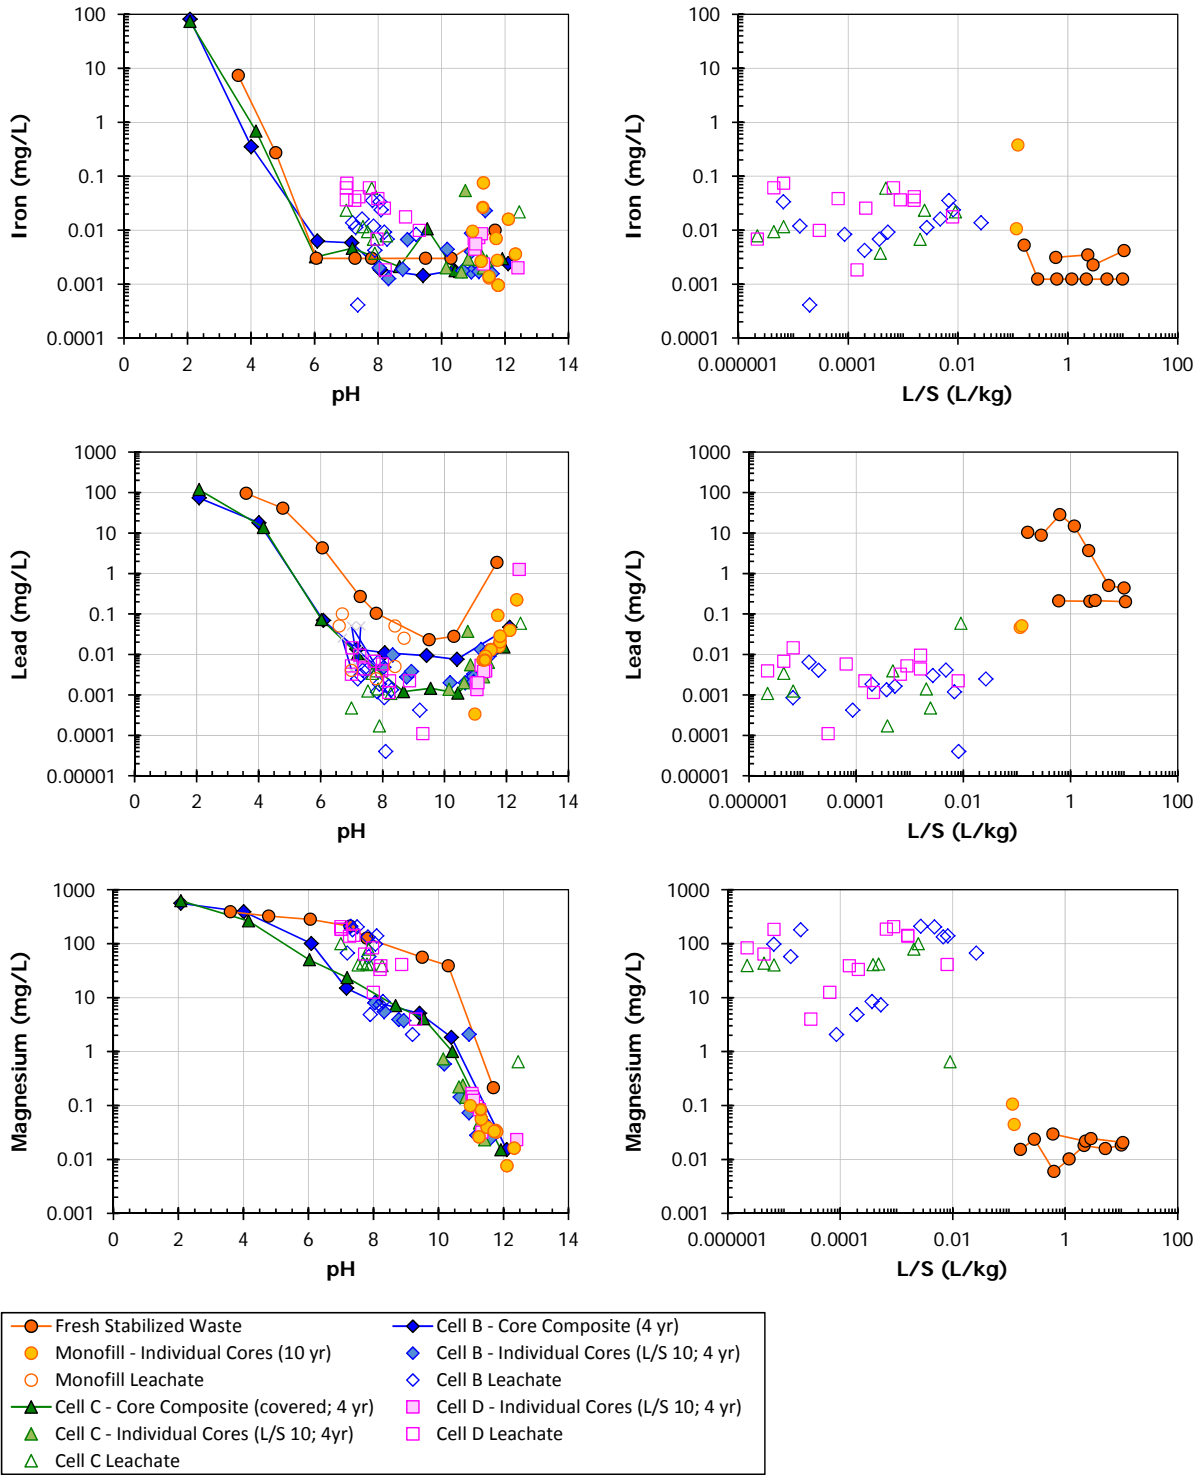 100
10
1
0.1
0.01
0.001
0.0001
Iron (mg/L)
0 2 4 6 8 10 12 14
pH
100
10
1
0.1
0.01
0.001
0.0001
Iron (mg/L)
0.000001 0.0001 0.01 1 100
L/S (L/kg)
1000
100
10
1
0.1
0.01
0.001
0.0001
0.00001
Lead (mg/L)
0 2 4 6 8 10 12 14
pH
1000
100
10
1
0.1
0.01
0.001
0.0001
0.00001
Lead (mg/L)
0.000001 0.0001 0.01 1 100
L/S (L/kg)
1000
100
10
1
0.1
0.01
0.001
Magnesium (mg/L)
0 2 4 6 8 10 12 14
pH
1000
100
10
1
0.1
0.01
0.001
Magnesium (mg/L)
0.000001 0.0001 0.01 1 100
L/S (L/kg)
Fresh Stabilized Waste
Monofill - Individual Cores (10 yr)
Monofill Leachate
Cell C - Core Composite (covered; 4 yr)
Cell C - Individual Cores (L/S 10; 4yr)
Cell C Leachate
Cell B - Core Composite (4 yr)
Cell B - Individual Cores (L/S 10; 4 yr)
Cell B Leachate
Cell D - Individual Cores (L/S 10; 4 yr)
Cell D Leachate